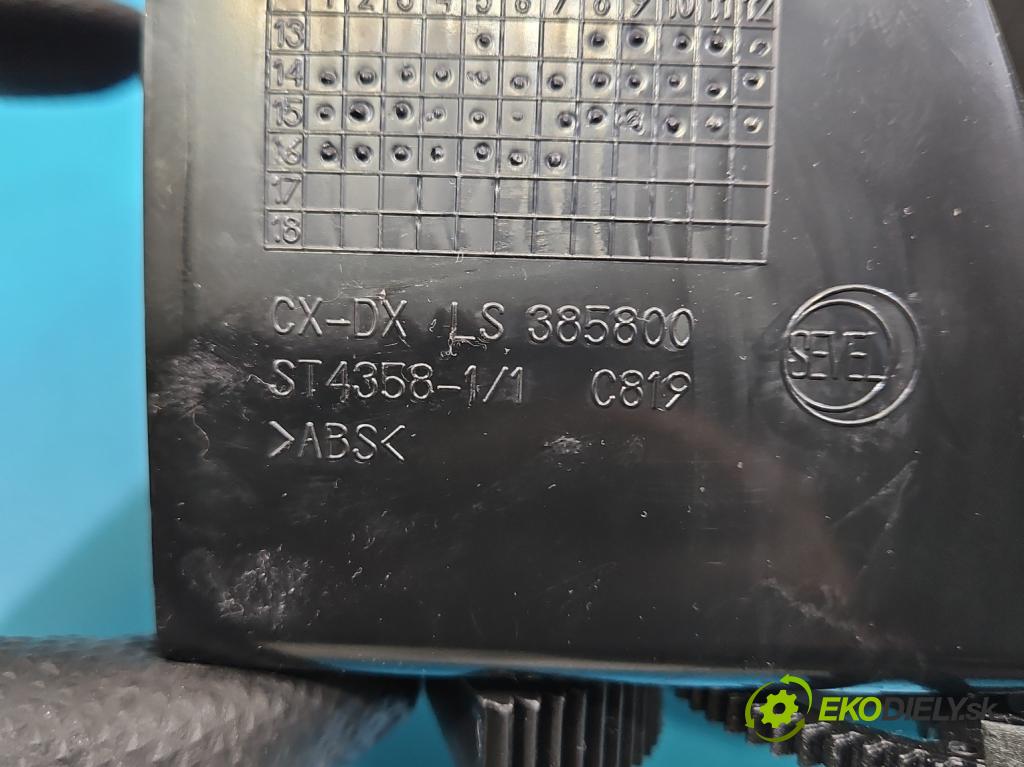 1 2 3 4 5 6 7 8 9 10 11 12
13
14
15
16
17
18
CX-DX LS 385800
ST4358-1/1 C819
>ABS<
SEVEL
EKODIELY.sk